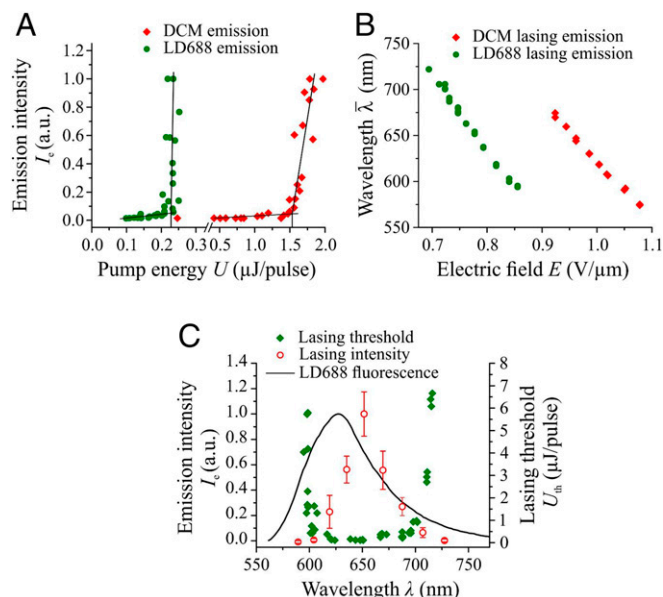 A
DCM emission
LD688 emission
Emission intensity
Iₑ (a.u.)
1.0
0.8
0.6
0.4
0.2
0.0
0.0 0.1 0.2 0.3 0.5 1.0 1.5 2.0
Pump energy U (μJ/pulse)
B
DCM lasing emission
LD688 lasing emission
Wavelength λ̅ (nm)
750
700
650
600
550
0.7 0.8 0.9 1.0 1.1
Electric field E (V/μm)
C
Lasing threshold
Lasing intensity
LD688 fluorescence
Emission intensity
Iₑ (a.u.)
1.4
1.2
1.0
0.8
0.6
0.4
0.2
0.0
8
7
6
5
4
3
2
1
0
Lasing threshold
Uₜₕ (μJ/pulse)
550 600 650 700 750
Wavelength λ (nm)